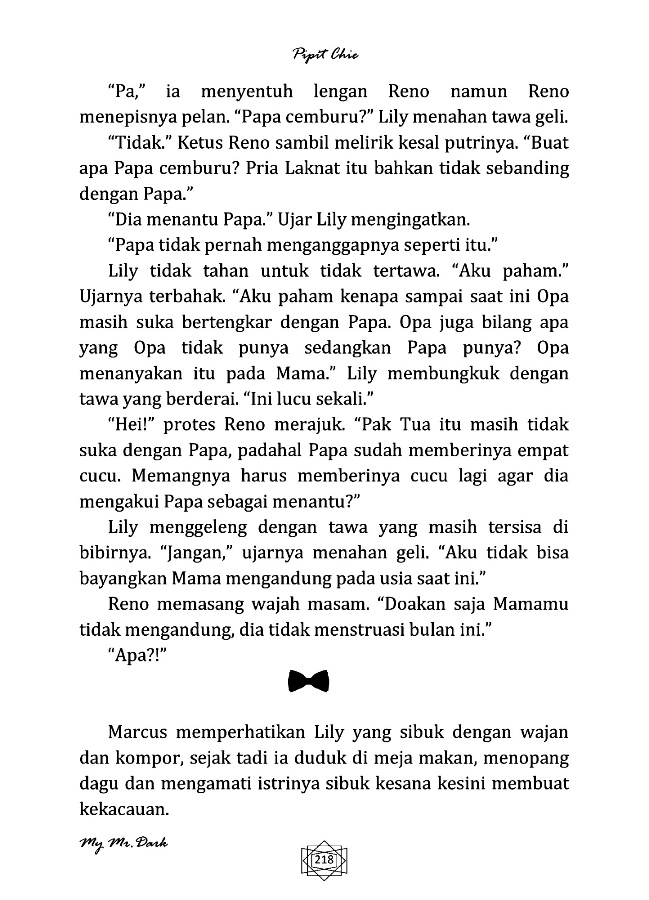 Pipit Chie
“Pa,” ia menyentuh lengan Reno namun Reno
menepisnya pelan. “Papa cemburu?” Lily menahan tawa geli.
“Tidak.” Ketus Reno sambil melirik kesal putrinya. “Buat
apa Papa cemburu? Pria Laknat itu bahkan tidak sebanding
dengan Papa.”
“Dia menantu Papa.” Ujar Lily mengingatkan.
“Papa tidak pernah menganggapnya seperti itu.”
Lily tidak tahan untuk tidak tertawa. “Aku paham.”
Ujarnya terbahak. “Aku paham kenapa sampai saat ini Opa
masih suka bertengkar dengan Papa. Opa juga bilang apa
yang Opa tidak punya sedangkan Papa punya? Opa
menanyakan itu pada Mama.” Lily membungkuk dengan
tawa yang berderai. “Ini lucu sekali.”
“Hei!” protes Reno merajuk. “Pak Tua itu masih tidak
suka dengan Papa, padahal Papa sudah memberinya empat
cucu. Memangnya harus memberinya cucu lagi agar dia
mengakui Papa sebagai menantu?”
Lily menggeleng dengan tawa yang masih tersisa di
bibirnya. “Jangan,” ujarnya menahan geli. “Aku tidak bisa
bayangkan Mama mengandung pada usia saat ini.”
Reno memasang wajah masam. “Doakan saja Mamamu
tidak mengandung, dia tidak menstruasi bulan ini.”
“Apa?!”
Marcus memperhatikan Lily yang sibuk dengan wajan
dan kompor, sejak tadi ia duduk di meja makan, menopang
dagu dan mengamati istrinya sibuk kesana kesini membuat
kekacauan.
My Mr. Dark
218